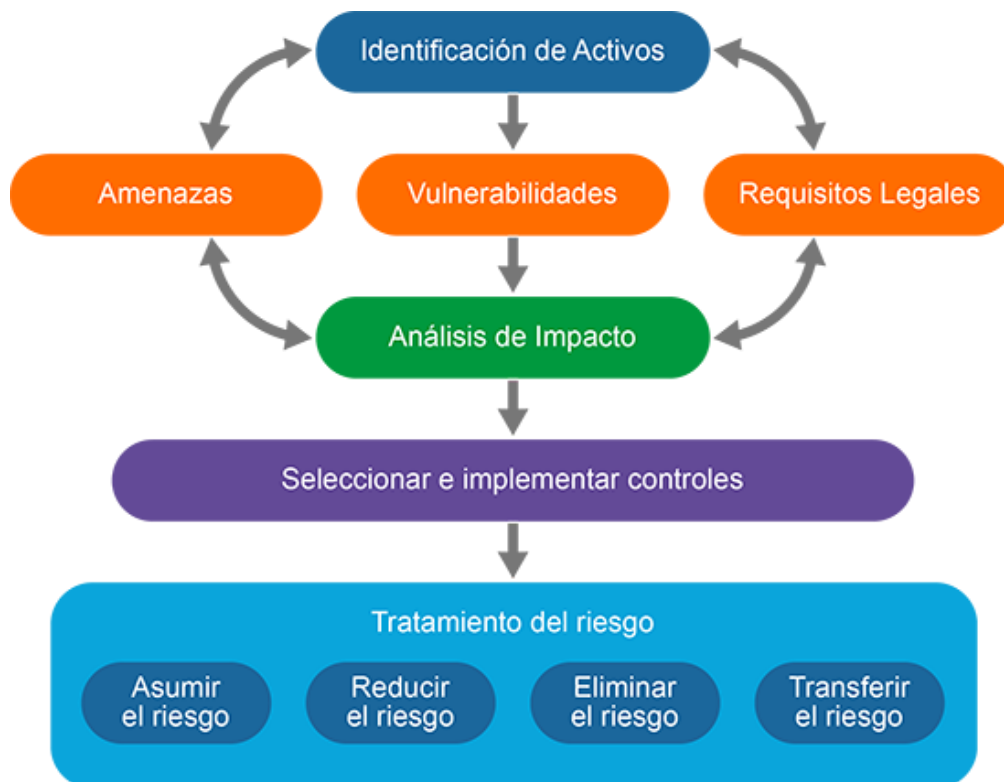 Identificación de Activos
Amenazas
Vulnerabilidades
Requisitos Legales
Análisis de Impacto
Seleccionar e implementar controles
Tratamiento del riesgo
Asumir
el riesgo
Reducir
el riesgo
Eliminar
el riesgo
Transferir
el riesgo